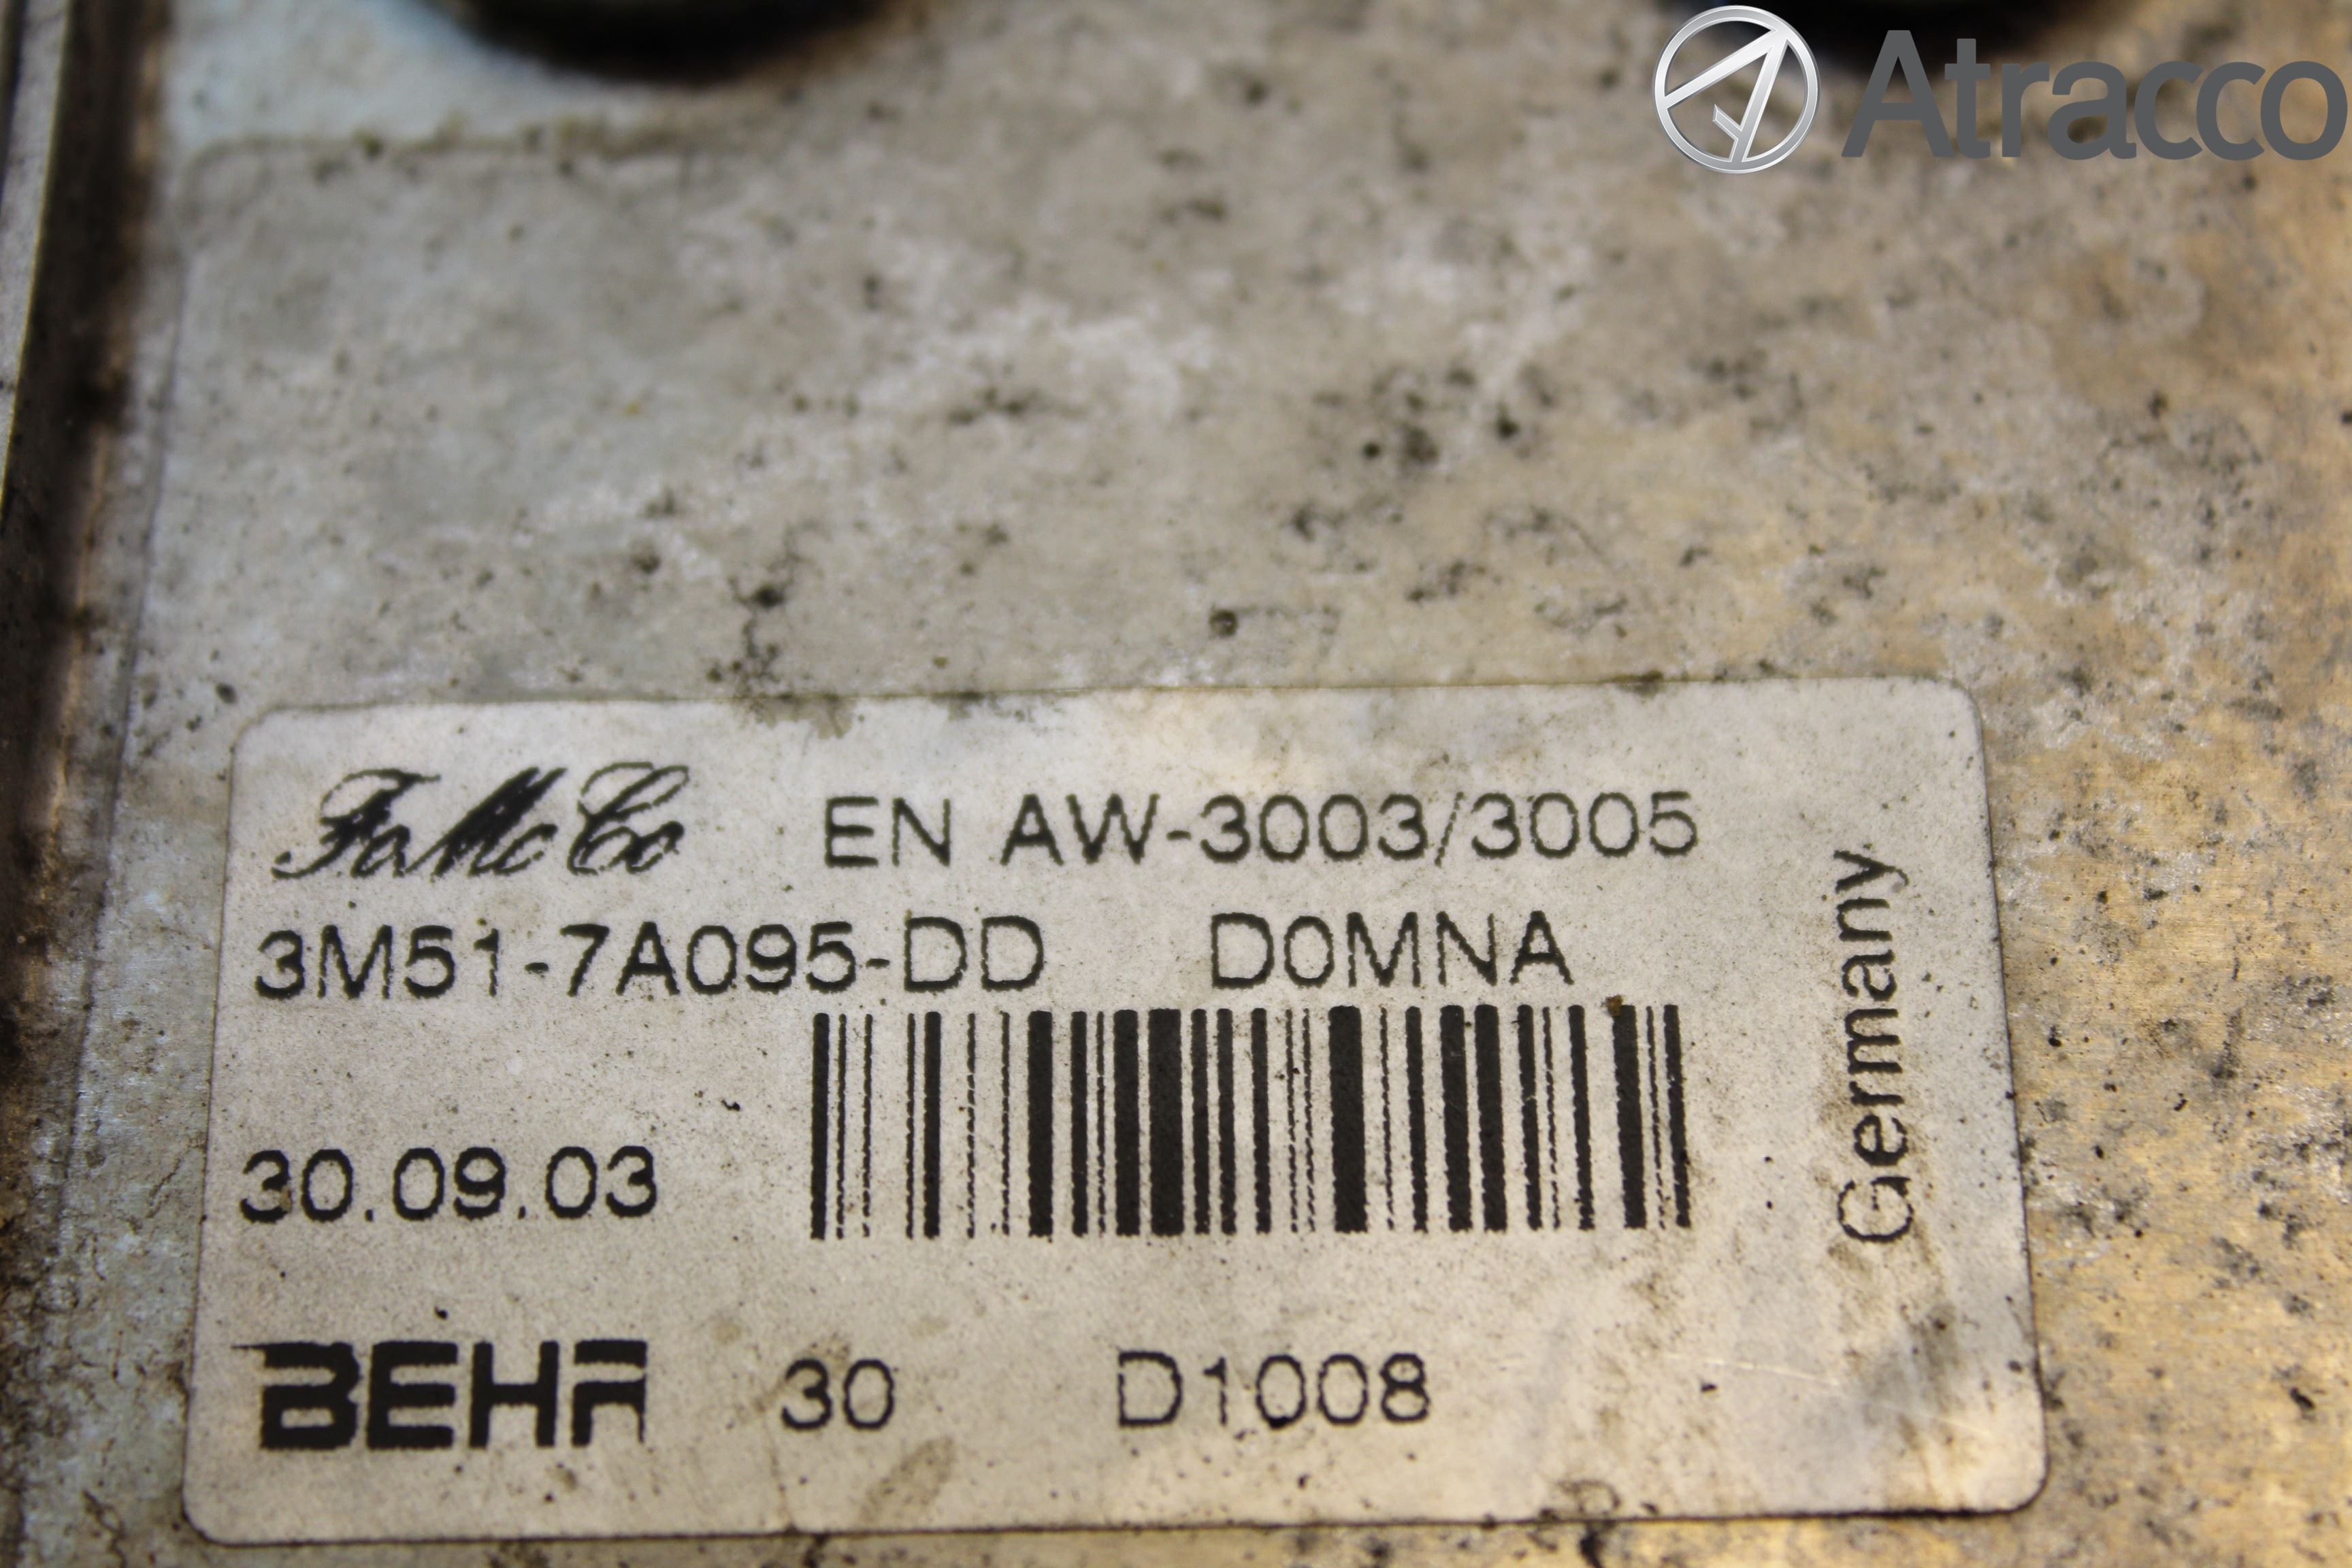 Atracco
FoMoCo EN AW-3003/3005
3M51-7A095-DD D0MNA
30.09.03
BEHR 30 D1008
Germany